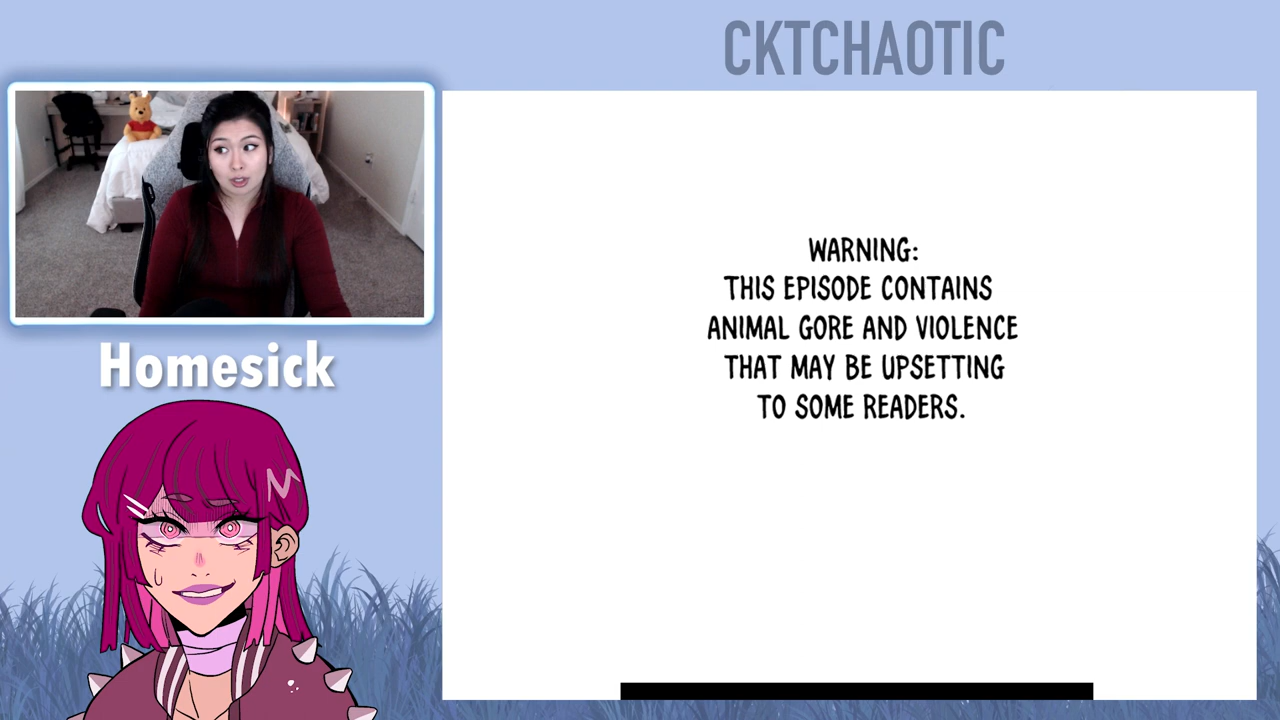 CKTCHAOTIC
Homesick
WARNING:
THIS EPISODE CONTAINS
ANIMAL GORE AND VIOLENCE
THAT MAY BE UPSETTING
TO SOME READERS.